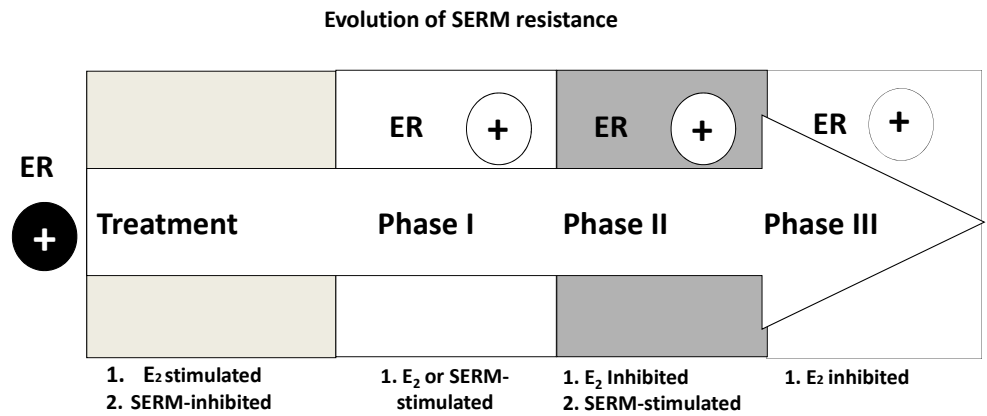 Evolution of SERM resistance
ER +
ER +
ER +
ER
+
Treatment
Phase I
Phase II
Phase III
1. E2 stimulated
2. SERM-inhibited
1. E2 or SERM-
stimulated
1. E2 Inhibited
2. SERM-stimulated
1. E2 inhibited